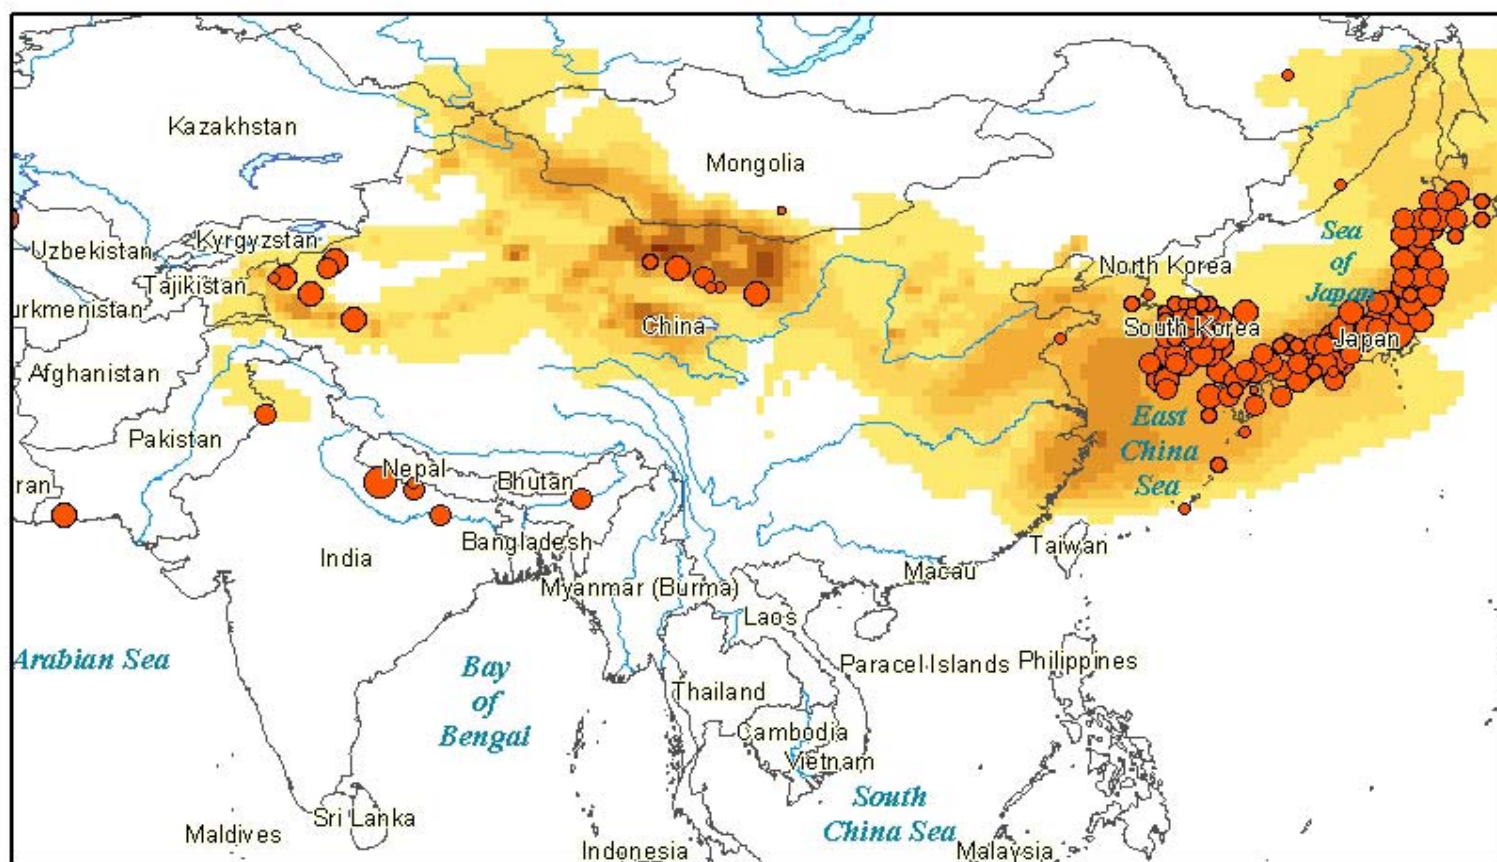 Kazakhstan
Mongolia
Uzbekistan
Kyrgyzstan
Sea
of
Japan
North Korea
Tajikistan
urkmenistan
China
South Korea
Japan
Afghanistan
Pakistan
East
China
Sea
Nepal
Bhutan
ran
India
Bangladesh
Taiwan
Macau
Myanmar (Burma)
Laos
Arabian Sea
Bay
of
Bengal
Paracel Islands
Philippines
Thailand
Cambodia
Vietnam
South
China Sea
Sri Lanka
Maldives
Indonesia
Malaysia